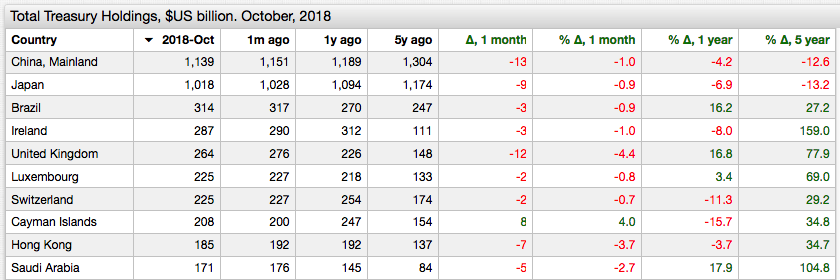 Total Treasury Holdings, $US billion. October, 2018
Country ▼ 2018-Oct 1m ago 1y ago 5y ago Δ, 1 month % Δ, 1 month % Δ, 1 year % Δ, 5 year
China, Mainland 1,139 1,151 1,189 1,304 -13 -1.0 -4.2 -12.6
Japan 1,018 1,028 1,094 1,174 -9 -0.9 -6.9 -13.2
Brazil 314 317 270 247 -3 -0.9 16.2 27.2
Ireland 287 290 312 111 -3 -1.0 -8.0 159.0
United Kingdom 264 276 226 148 -12 -4.4 16.8 77.9
Luxembourg 225 227 218 133 -2 -0.8 3.4 69.0
Switzerland 225 227 254 174 -2 -0.7 -11.3 29.2
Cayman Islands 208 200 247 154 8 4.0 -15.7 34.8
Hong Kong 185 192 192 137 -7 -3.7 -3.7 34.7
Saudi Arabia 171 176 145 84 -5 -2.7 17.9 104.8